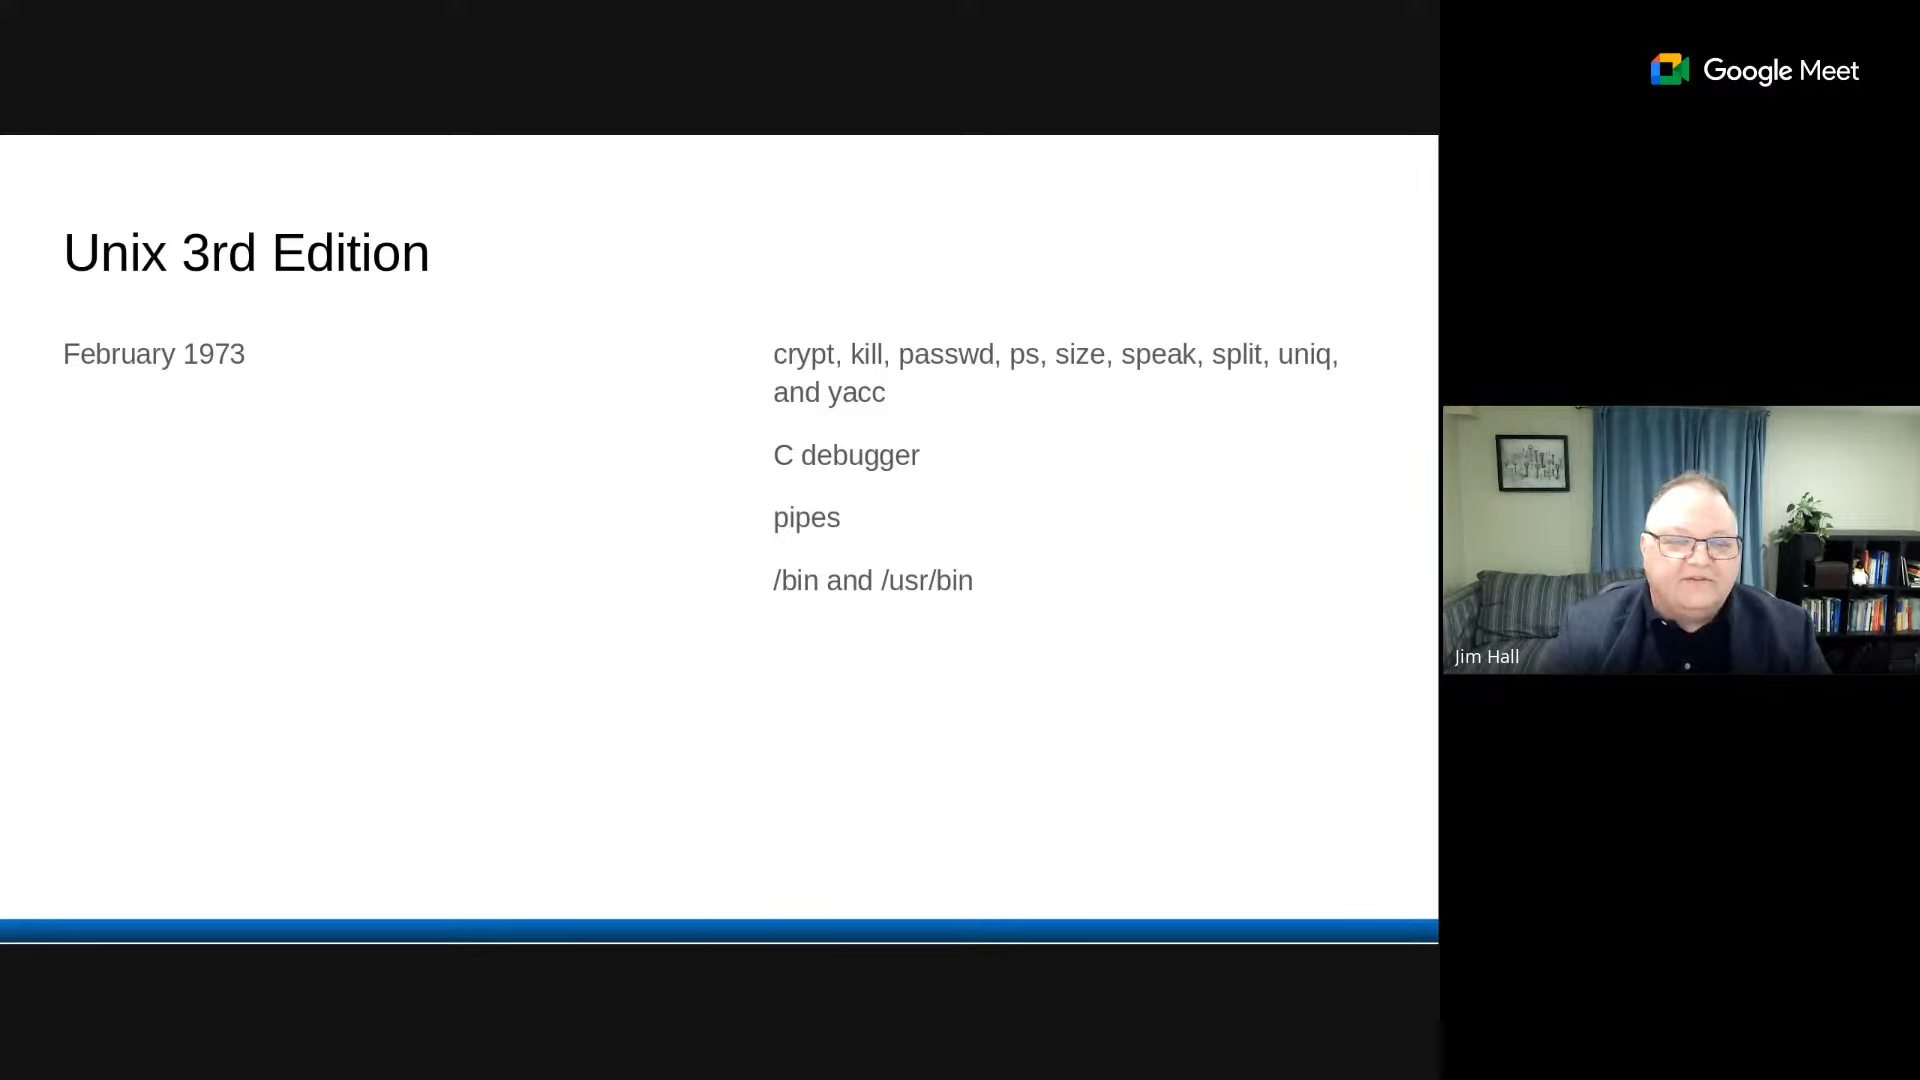 Google Meet
Unix 3rd Edition
February 1973
crypt, kill, passwd, ps, size, speak, split, uniq,
and yacc
C debugger
pipes
/bin and /usr/bin
Jim Hall